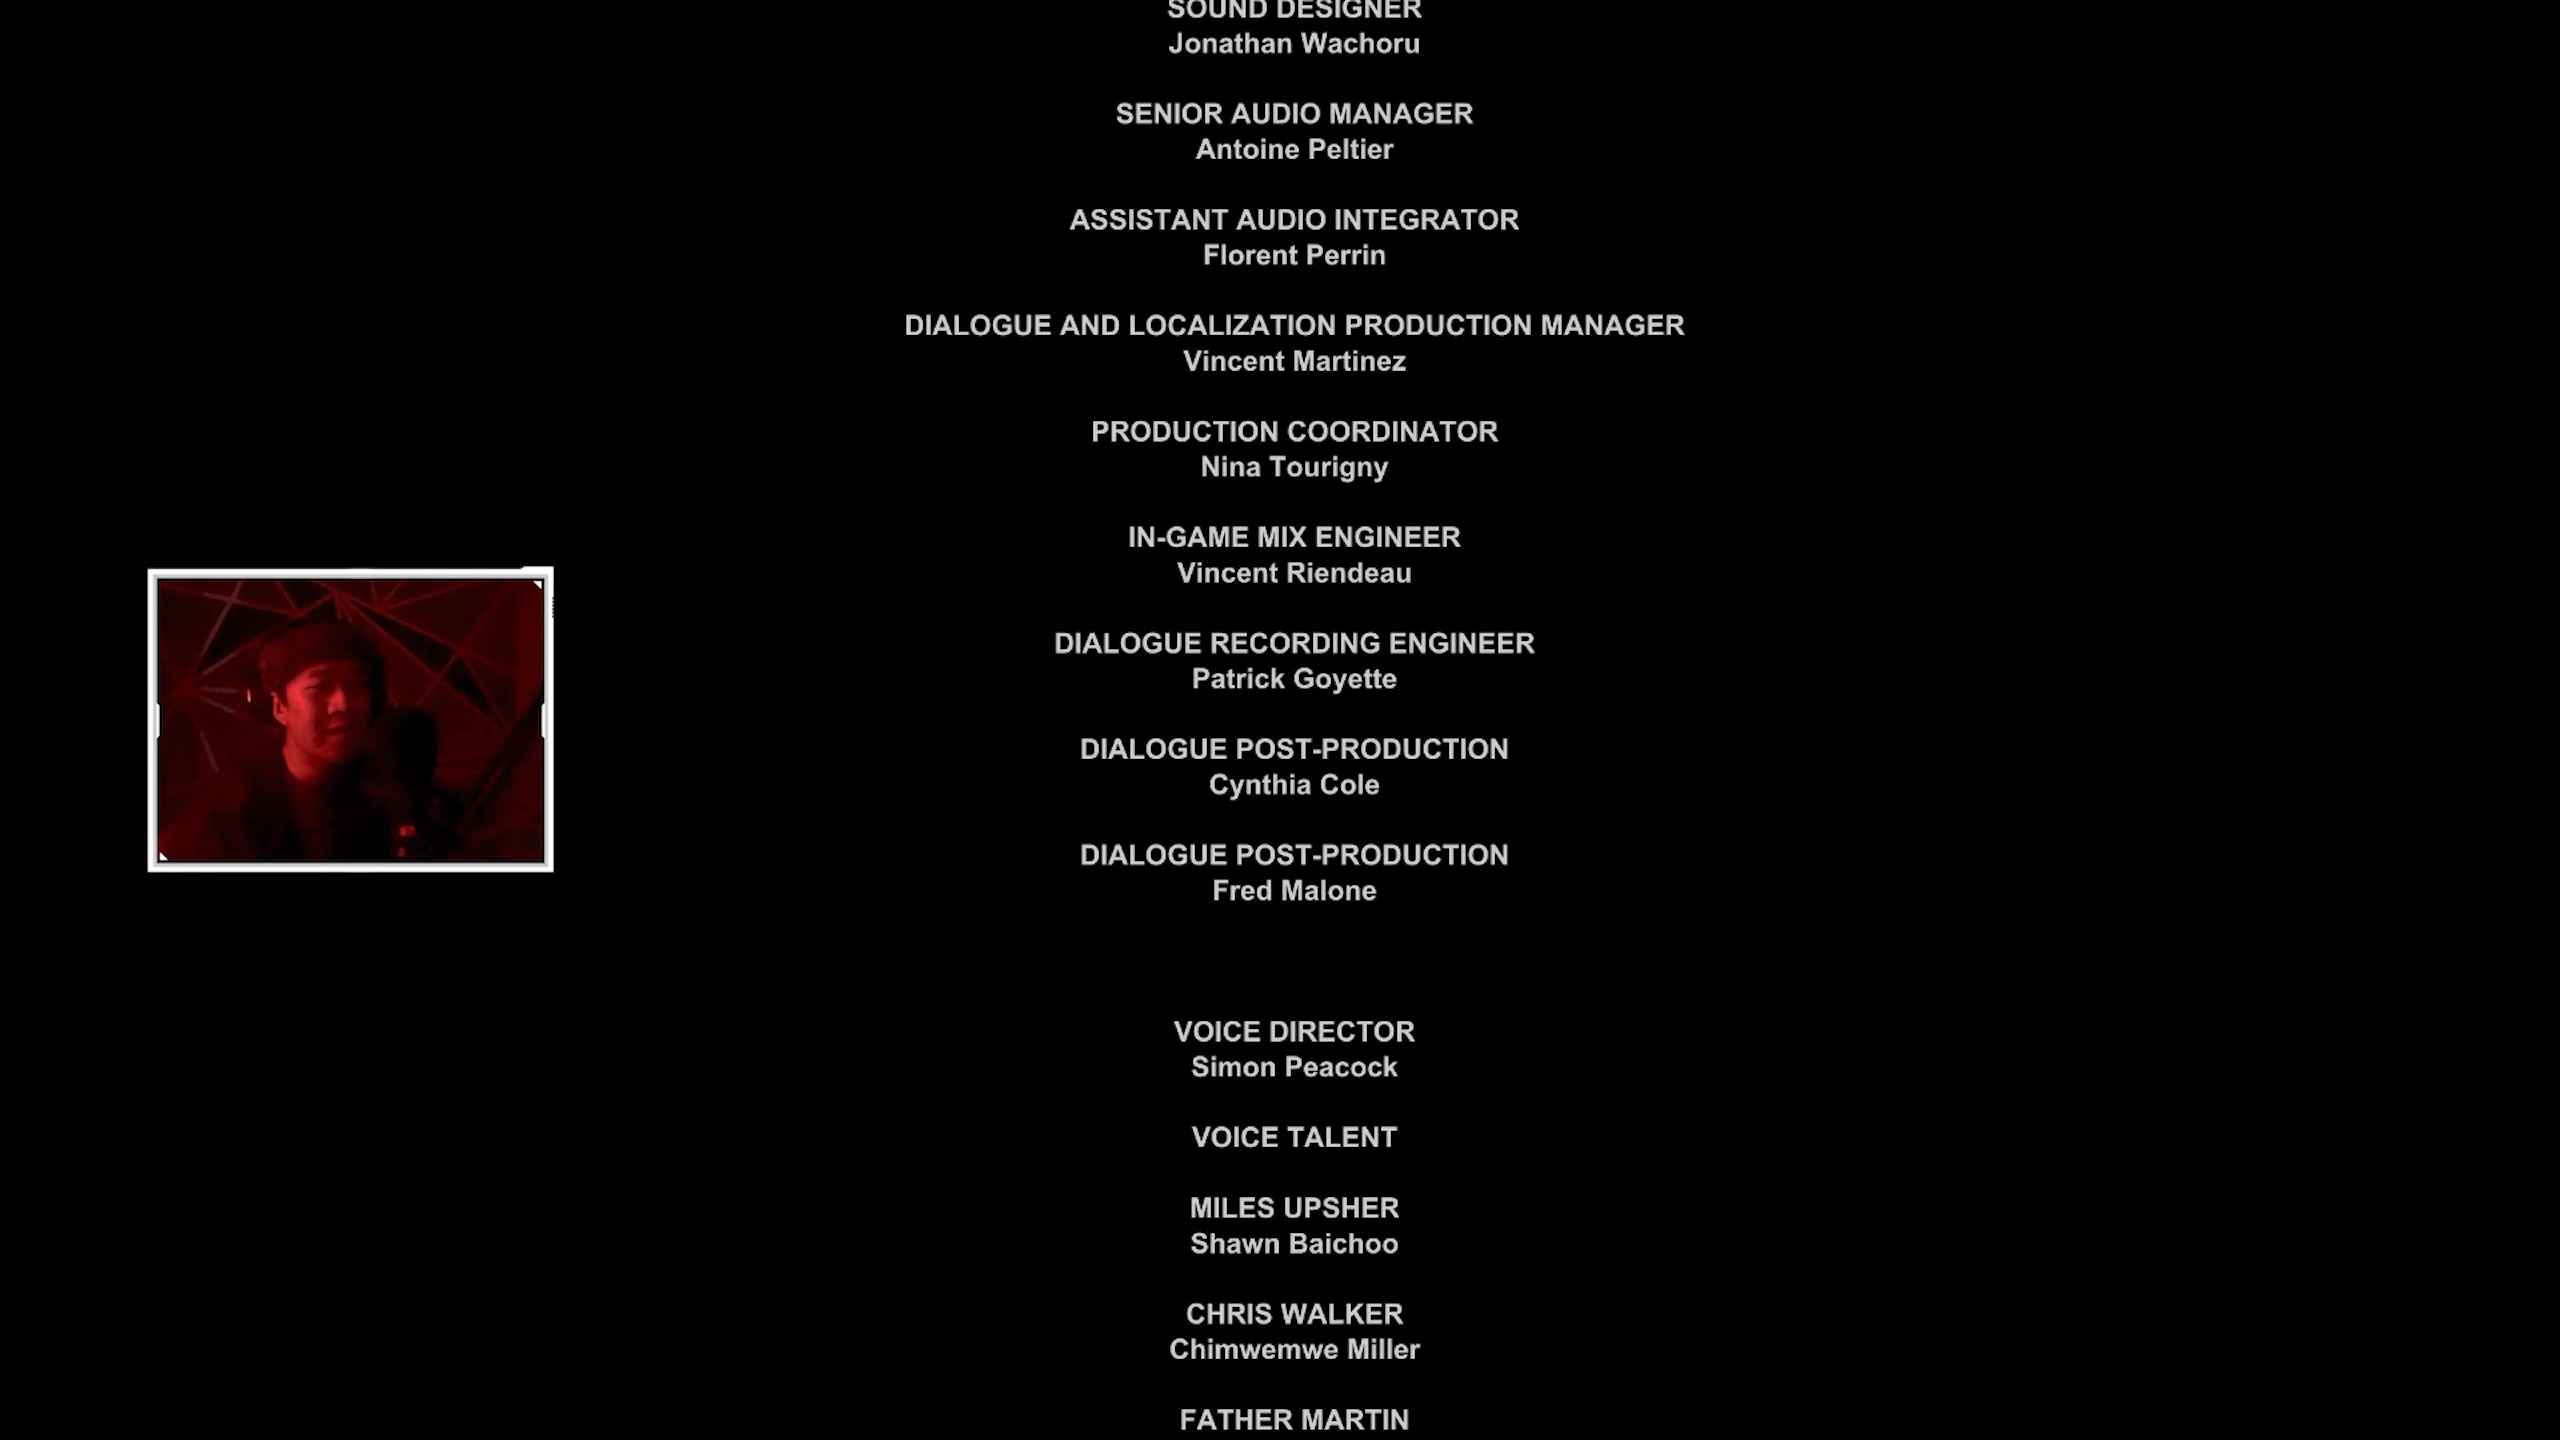 SOUND DESIGNER
Jonathan Wachoru
SENIOR AUDIO MANAGER
Antoine Peltier
ASSISTANT AUDIO INTEGRATOR
Florent Perrin
DIALOGUE AND LOCALIZATION PRODUCTION MANAGER
Vincent Martinez
PRODUCTION COORDINATOR
Nina Tourigny
IN-GAME MIX ENGINEER
Vincent Riendeau
DIALOGUE RECORDING ENGINEER
Patrick Goyette
DIALOGUE POST-PRODUCTION
Cynthia Cole
DIALOGUE POST-PRODUCTION
Fred Malone
VOICE DIRECTOR
Simon Peacock
VOICE TALENT
MILES UPSHER
Shawn Baichoo
CHRIS WALKER
Chimwemwe Miller
FATHER MARTIN